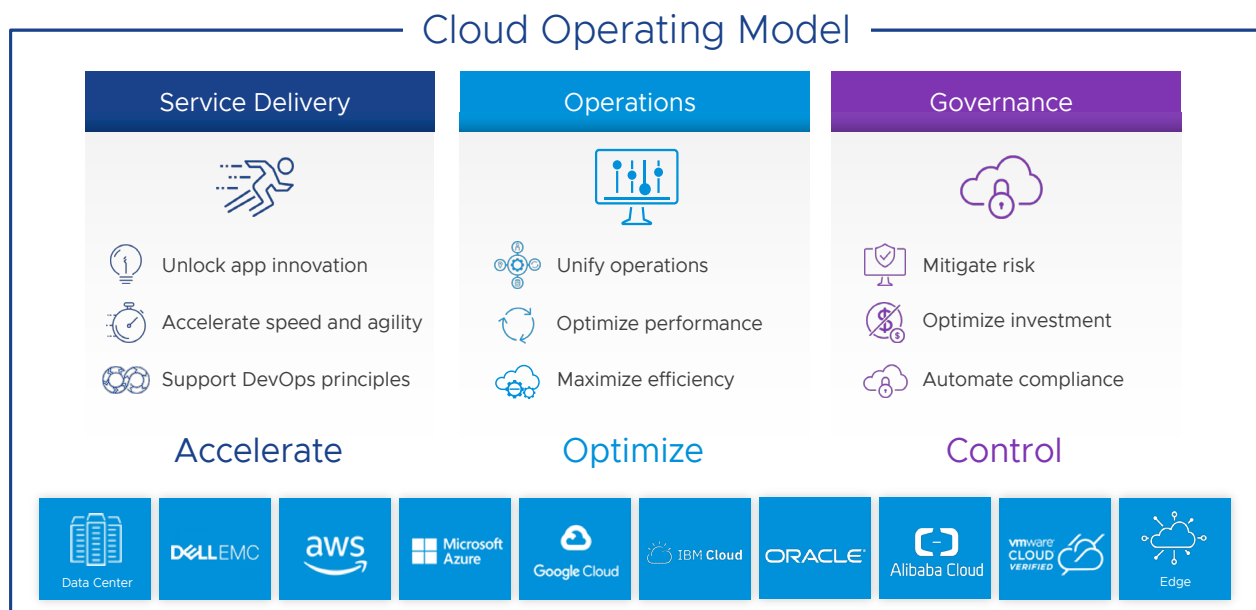 Cloud Operating Model
Service Delivery
Unlock app innovation
Accelerate speed and agility
Support DevOps principles
Accelerate
Operations
Unify operations
Optimize performance
Maximize efficiency
Optimize
Governance
Mitigate risk
Optimize investment
Automate compliance
Control
Data Center
DELLEMC
aws
Microsoft
Azure
Google Cloud
IBM Cloud
ORACLE
Alibaba Cloud
vmware
CLOUD
VERIFIED
Edge